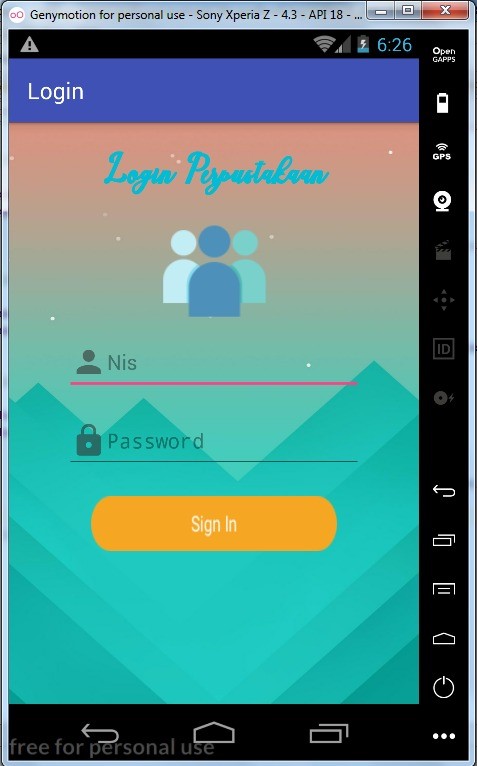 Genymotion for personal use - Sony Xperia Z - 4.3 - API 18 - ...
6:26
Open
GAPPS
Login
GPS
Login Perpustakaan
ID
Nis
Password
Sign In
free for personal use